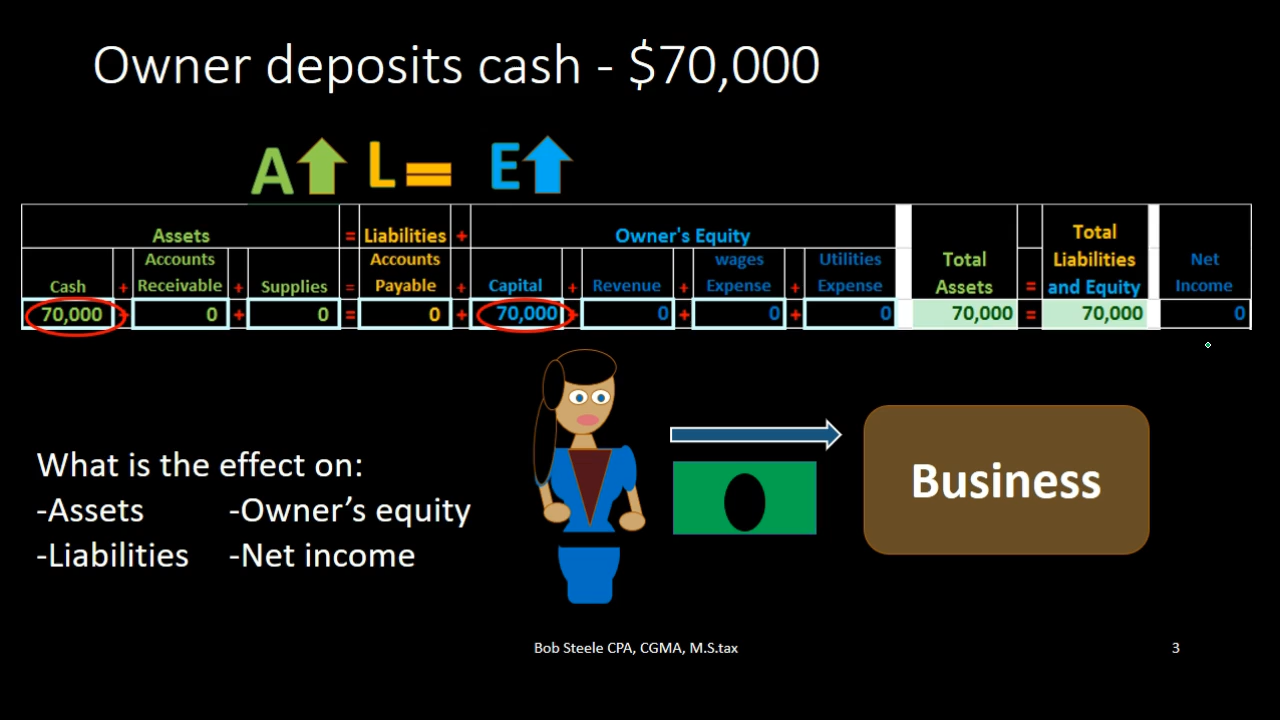 Owner deposits cash - $70,000
A L = E
Assets = Liabilities + Owner's Equity Total Assets = Total Liabilities and Equity Net Income
Cash + Accounts Receivable + Supplies = Accounts Payable + Capital + Revenue + wages Expense + Utilities Expense
70,000 + 0 + 0 = 0 + 70,000 + 0 + 0 + 0 70,000 = 70,000 0
What is the effect on:
-Assets -Owner’s equity
-Liabilities -Net income
Business
Bob Steele CPA, CGMA, M.S.tax 3